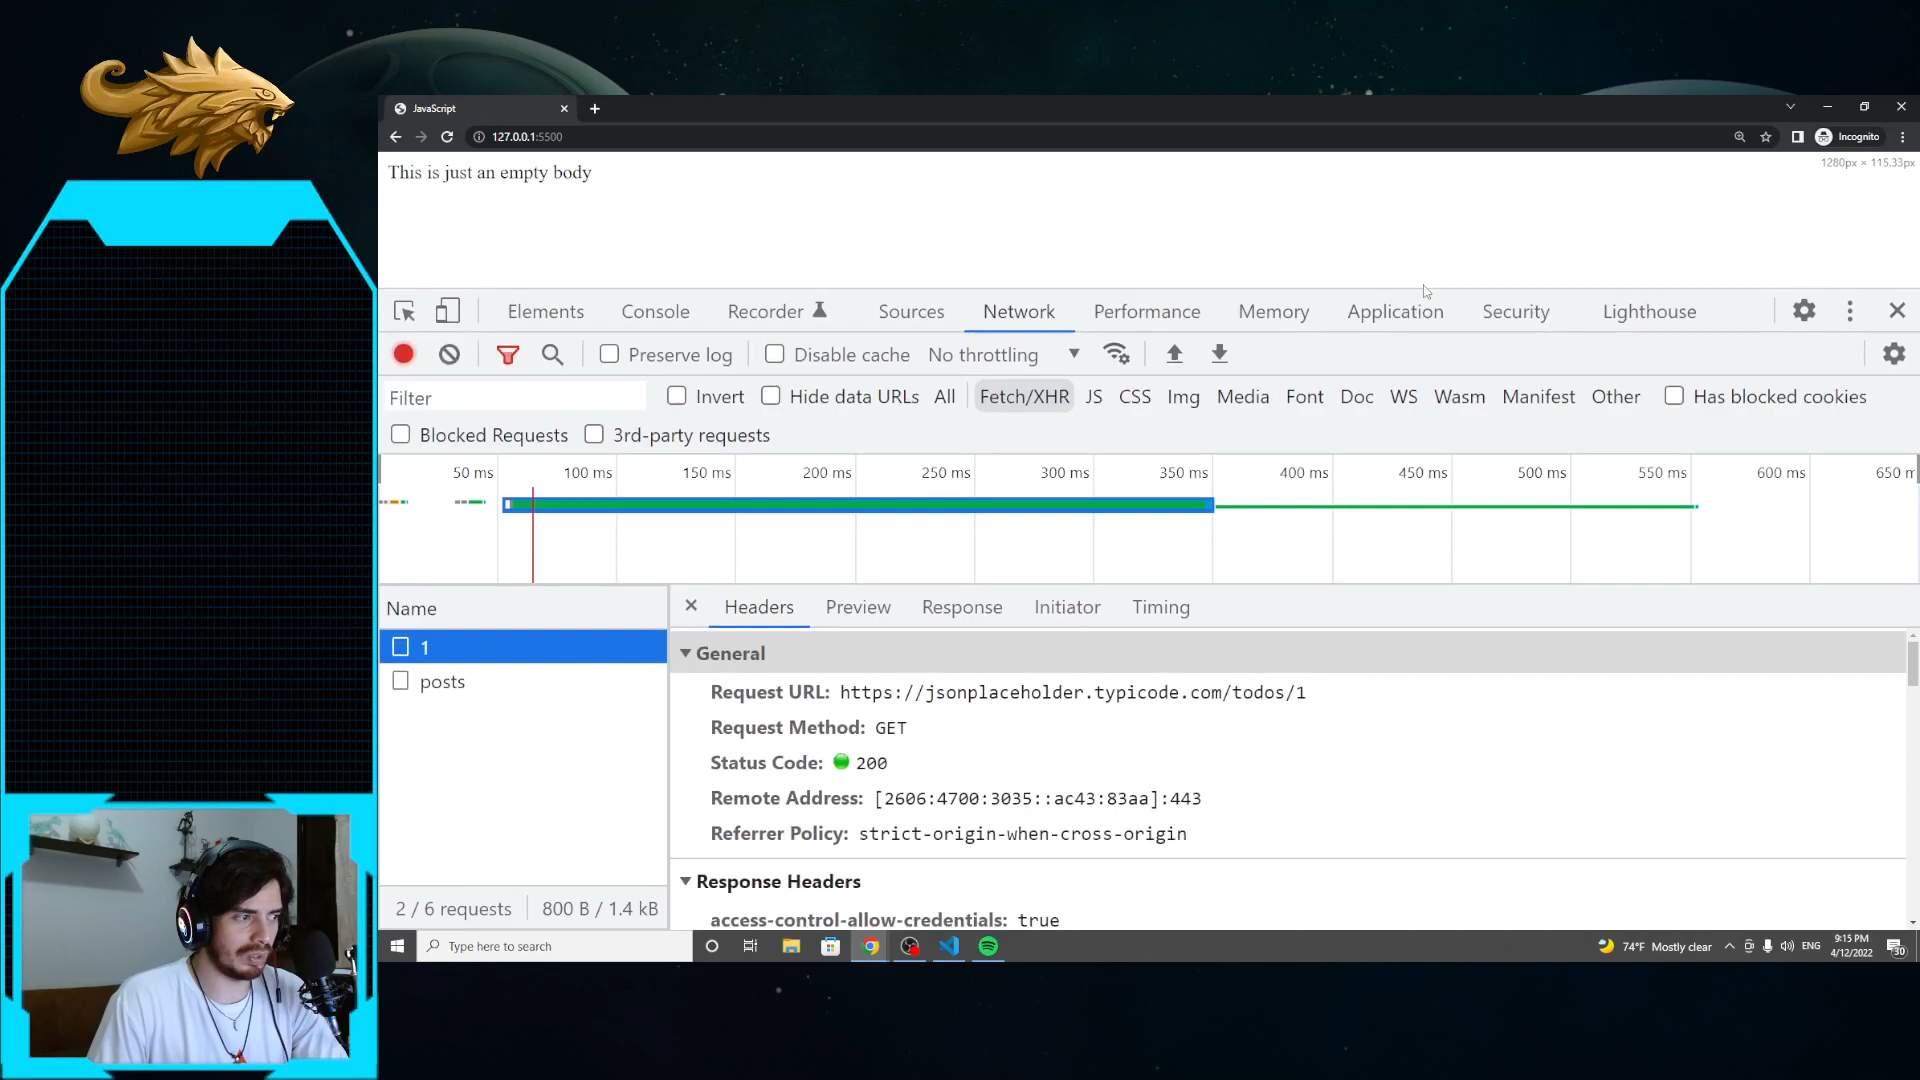 JavaScript
127.0.0.1:5500
Incognito
This is just an empty body
1280px × 115.33px
Elements Console Recorder Sources Network Performance Memory Application Security Lighthouse
Preserve log Disable cache No throttling
Filter Invert Hide data URLs All Fetch/XHR JS CSS Img Media Font Doc WS Wasm Manifest Other Has blocked cookies
Blocked Requests 3rd-party requests
50 ms 100 ms 150 ms 200 ms 250 ms 300 ms 350 ms 400 ms 450 ms 500 ms 550 ms 600 ms 650 m
Name Headers Preview Response Initiator Timing
1
posts
General
Request URL: https://jsonplaceholder.typicode.com/todos/1
Request Method: GET
Status Code: 200
Remote Address: [2606:4700:3035::ac43:83aa]:443
Referrer Policy: strict-origin-when-cross-origin
Response Headers
access-control-allow-credentials: true
2 / 6 requests 800 B / 1.4 kB
Type here to search
74°F Mostly clear ENG
9:15 PM
4/12/2022
30